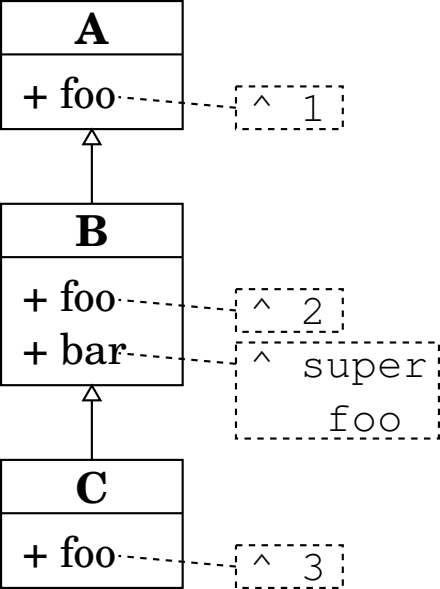 A
+ foo
^ 1
B
+ foo
^ 2
+ bar
^ super
foo
C
+ foo
^ 3